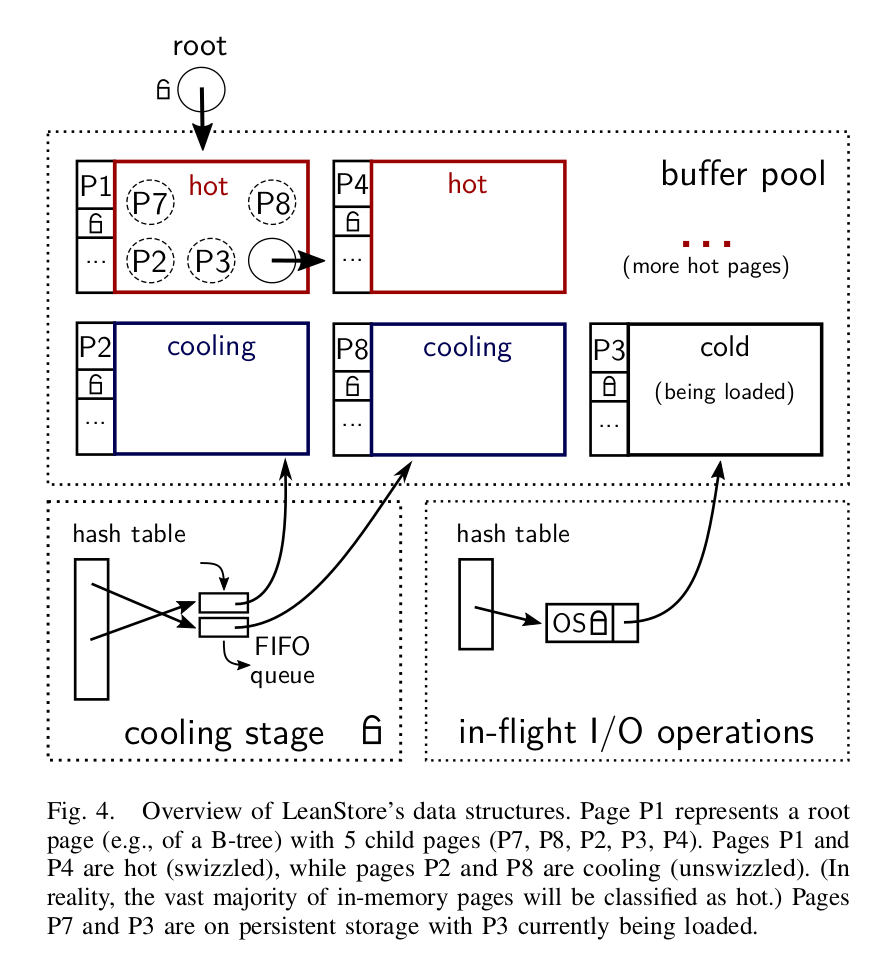 root
buffer pool
P1
hot
P7
P8
P2
P3
...
P4
hot
...
...
(more hot pages)
P2
cooling
...
P8
cooling
...
P3
cold
(being loaded)
...
hash table
FIFO
queue
cooling stage
hash table
OS
in-flight I/O operations
Fig. 4. Overview of LeanStore's data structures. Page P1 represents a root
page (e.g., of a B-tree) with 5 child pages (P7, P8, P2, P3, P4). Pages P1 and
P4 are hot (swizzled), while pages P2 and P8 are cooling (unswizzled). (In
reality, the vast majority of in-memory pages will be classified as hot.) Pages
P7 and P3 are on persistent storage with P3 currently being loaded.